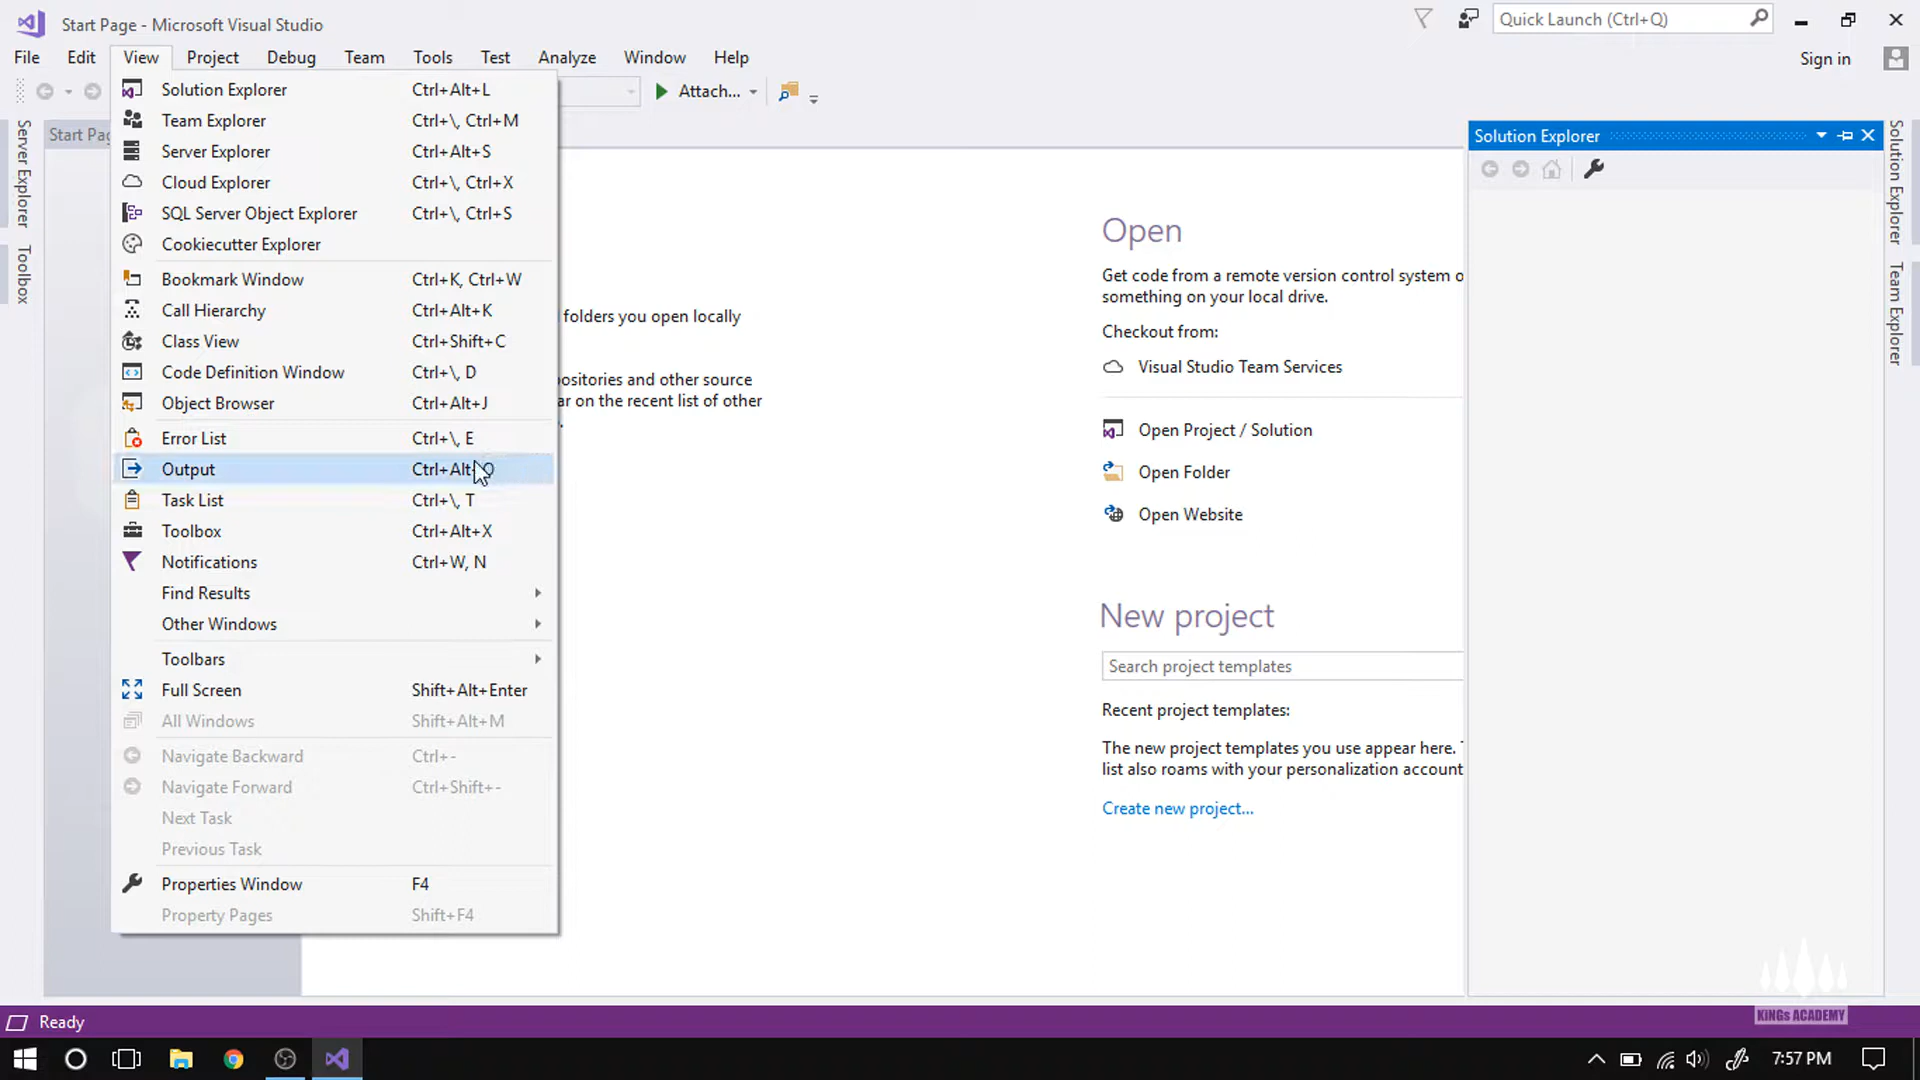 Start Page - Microsoft Visual Studio
Quick Launch (Ctrl+Q)
File Edit View Project Debug Team Tools Test Analyze Window Help
Sign in
Attach...
Server Explorer
Toolbox
Start Pag
Solution Explorer Ctrl+Alt+L
Team Explorer Ctrl+\, Ctrl+M
Server Explorer Ctrl+Alt+S
Cloud Explorer Ctrl+\, Ctrl+X
SQL Server Object Explorer Ctrl+\, Ctrl+S
Cookiecutter Explorer
Bookmark Window Ctrl+K, Ctrl+W
Call Hierarchy Ctrl+Alt+K
Class View Ctrl+Shift+C
Code Definition Window Ctrl+\, D
Object Browser Ctrl+Alt+J
Error List Ctrl+\, E
Output Ctrl+Alt+O
Task List Ctrl+\, T
Toolbox Ctrl+Alt+X
Notifications Ctrl+W, N
Find Results
Other Windows
Toolbars
Full Screen Shift+Alt+Enter
All Windows Shift+Alt+M
Navigate Backward Ctrl+-
Navigate Forward Ctrl+Shift+-
Next Task
Previous Task
Properties Window F4
Property Pages Shift+F4
folders you open locally
ositories and other source
ar on the recent list of other
Open
Get code from a remote version control system o
something on your local drive.
Checkout from:
Visual Studio Team Services
Open Project / Solution
Open Folder
Open Website
New project
Search project templates
Recent project templates:
The new project templates you use appear here.
list also roams with your personalization account
Create new project...
Solution Explorer
Solution Explorer
Team Explorer
KINGs ACADEMY
Ready
7:57 PM